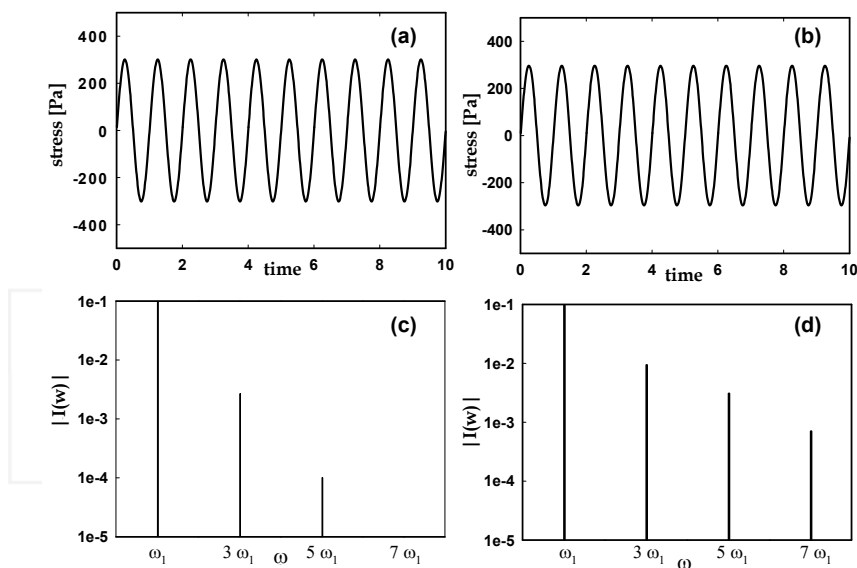 (a)
400
200
0
-200
-400
stress [Pa]
0 2 4 6 8 10
time
(b)
400
200
0
-200
-400
stress [Pa]
0 2 4 6 8 10
time
(c)
1e-1
1e-2
1e-3
1e-4
1e-5
| I(w) |
ω₁ 3 ω₁ 5 ω₁ 7 ω₁
ω
(d)
1e-1
1e-2
1e-3
1e-4
1e-5
| I(w) |
ω₁ 3 ω₁ 5 ω₁ 7 ω₁
ω